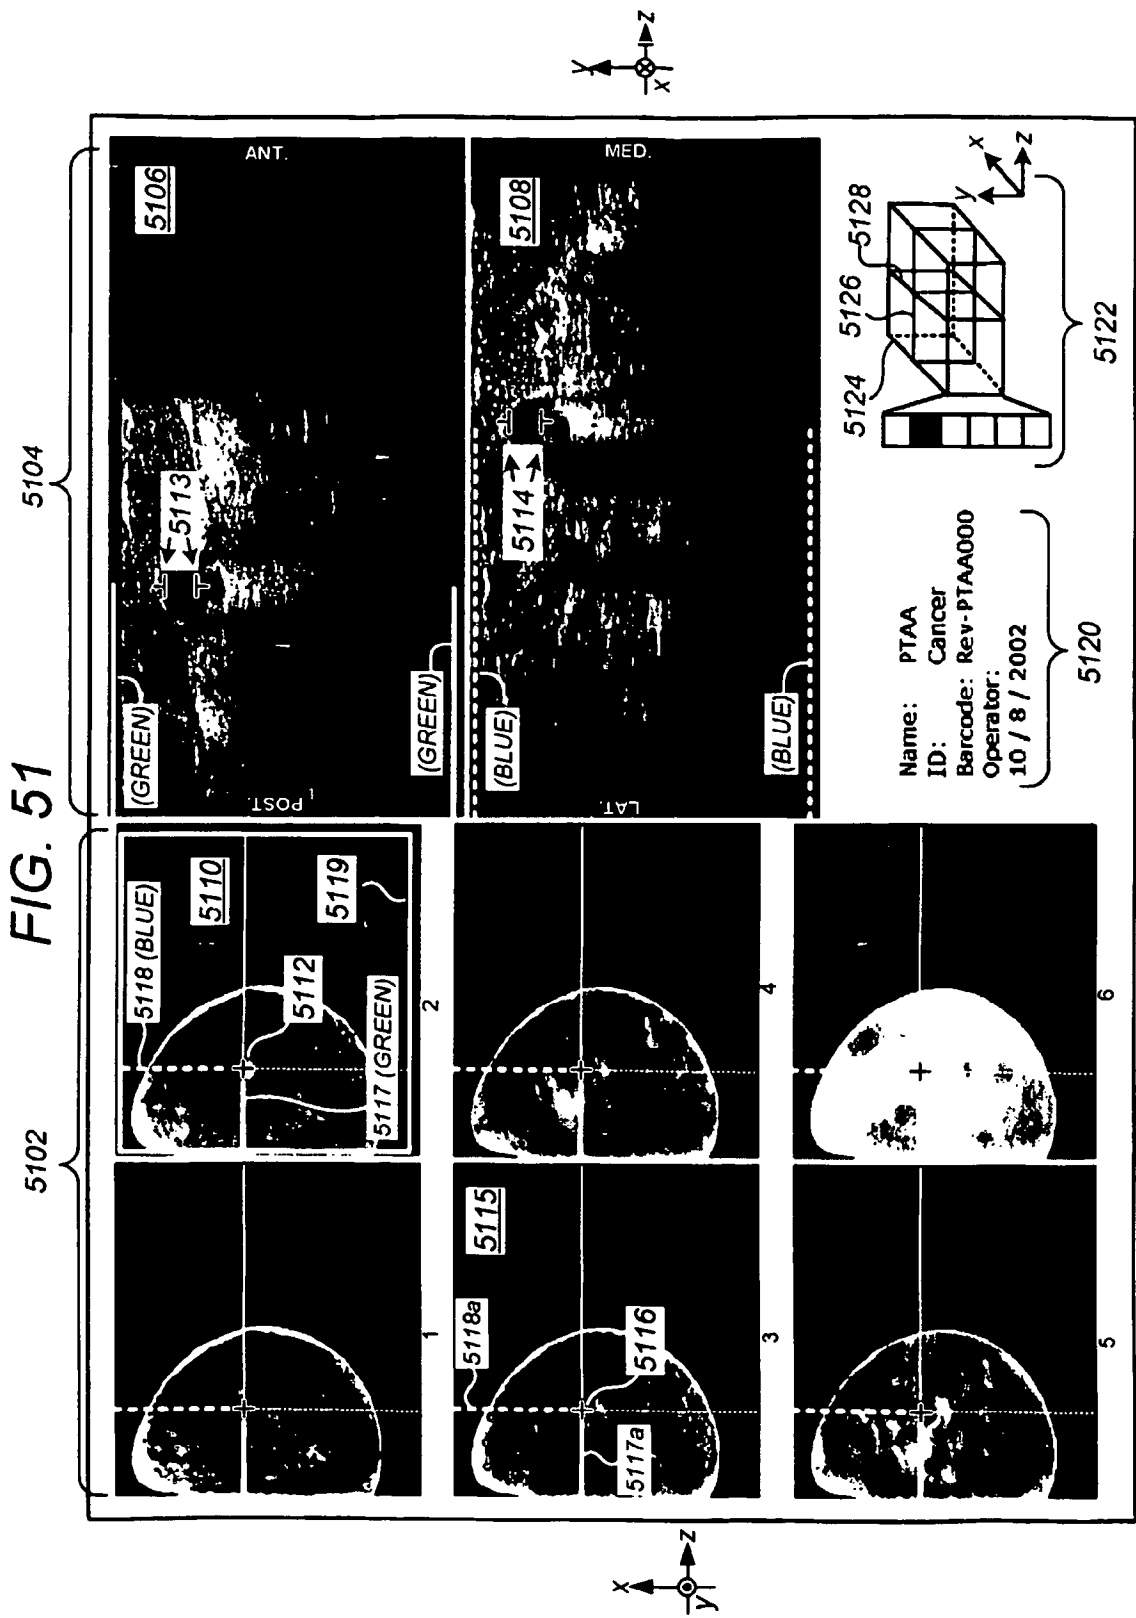 FIG. 51
5102
5104
5118 (BLUE)
5110
5112
5119
5117 (GREEN)
1
2
5118a
5115
5116
5117a
3
4
5
6
(GREEN)
5113
5106
ANT.
POST.
(GREEN)
(BLUE)
5114
5108
MED.
LAT.
(BLUE)
Name: PTAA
ID: Cancer
Barcode: Rev-PTAA000
Operator:
10 / 8 / 2002
5120
5124
5126
5128
y
x
z
5122
x
z
y
y
z
x